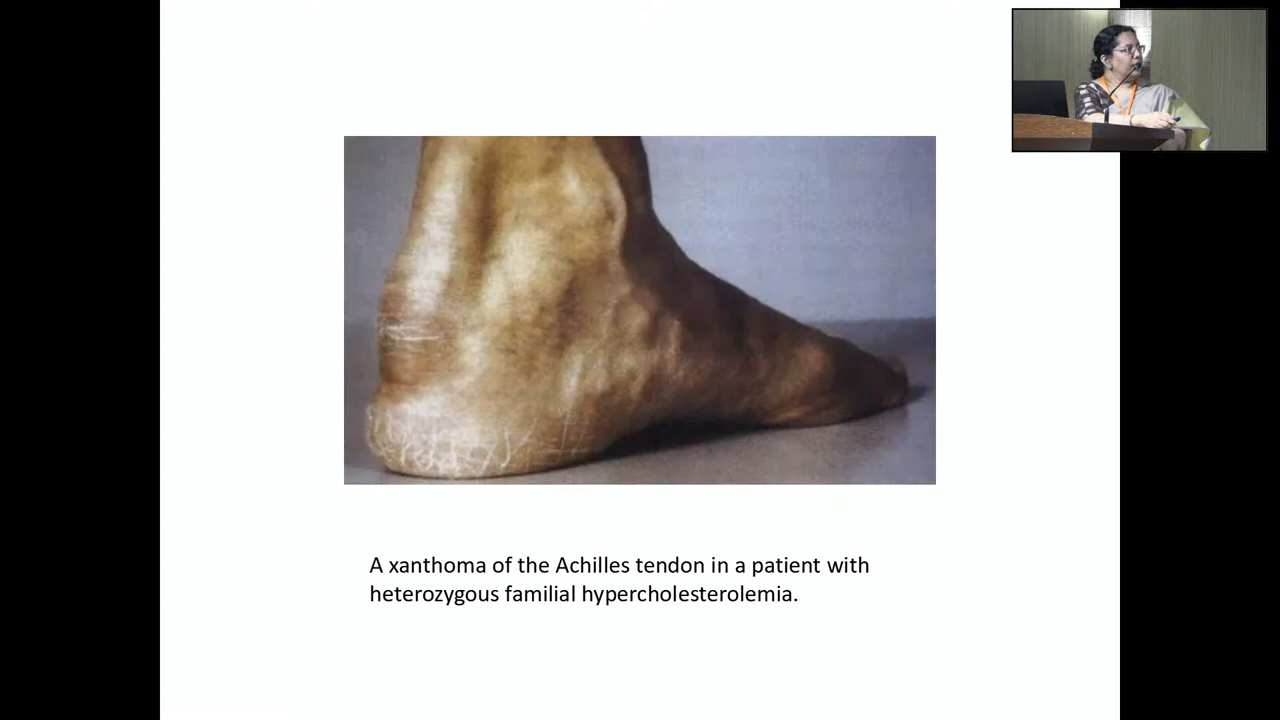 A xanthoma of the Achilles tendon in a patient with
heterozygous familial hypercholesterolemia.